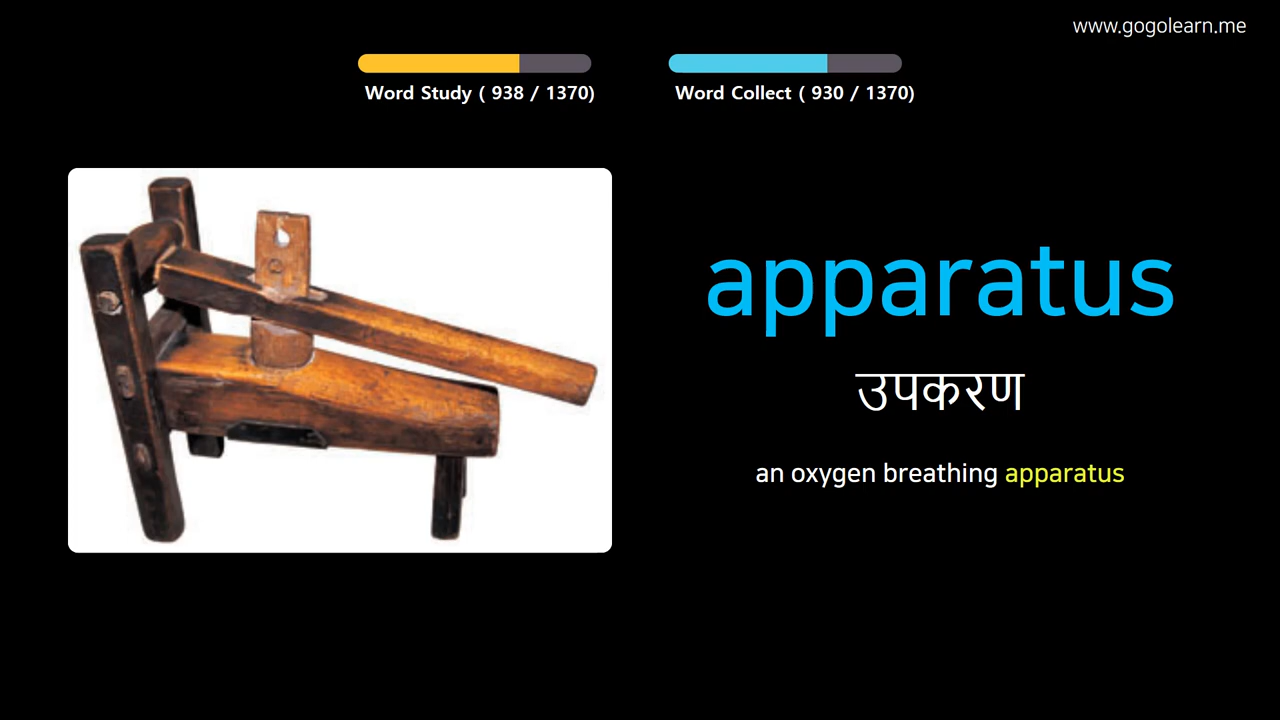 www.gogolearn.me
Word Study ( 938 / 1370)
Word Collect ( 930 / 1370)
apparatus
उपकरण
an oxygen breathing apparatus